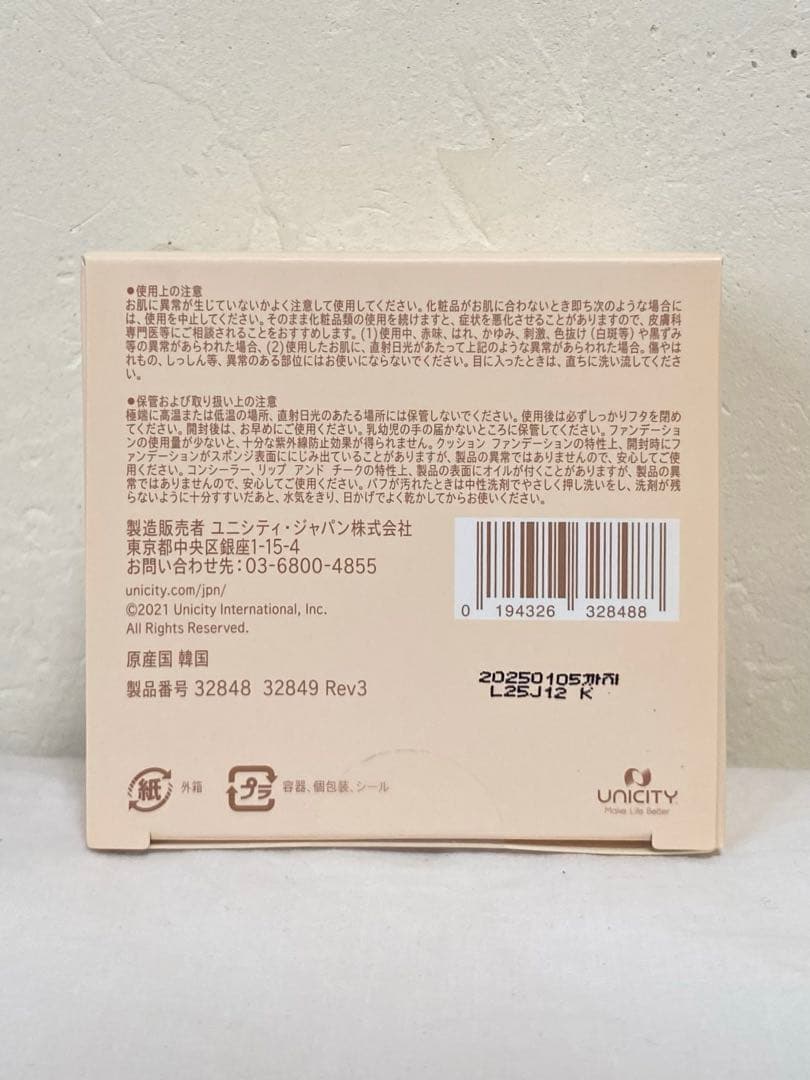 ●使用上の注意
お肌に異常が生じていないかよく注意して使用してください。化粧品がお肌に合わないとき即ち次のような場合に
は、使用を中止してください。そのまま化粧品類の使用を続けますと、症状を悪化させることがありますので、皮膚科
専門医等にご相談されることをおすすめします。(1)使用中、赤味、はれ、かゆみ、刺激、色抜け(白斑等)や黒ずみ
等の異常があらわれた場合、(2)使用したお肌に、直射日光があたって上記のような異常があらわれた場合。傷やは
れもの、しっしん等、異常のある部位にはお使いにならないでください。目に入ったときは、直ちに洗い流してくださ
い。
●保管および取り扱い上の注意
極端に高温または低温の場所、直射日光のあたる場所には保管しないでください。使用後は必ずしっかりフタを閉め
てください。開封後は、お早めにご使用ください。乳幼児の手の届かないところに保管してください。ファンデーション
の使用量が少ないと、十分な紫外線防止効果が得られません。クッション ファンデーションの特性上、開封時にフ
ァンデーションがスポンジ表面ににじみ出ていることがありますが、製品の異常ではありませんので、安心してご使
用ください。コンシーラー、リップ アンド チークの特性上、製品の表面にオイルが付くことがありますが、製品の異
常ではありませんので、安心してご使用ください。パフが汚れたときは中性洗剤でやさしく押し洗いをし、洗剤が残
らないように十分すすいだあと、水気をきり、日かげでよく乾かしてからお使いください。
製造販売者 ユニシティ・ジャパン株式会社
東京都中央区銀座1-15-4
お問い合わせ先：03-6800-4855
unicity.com/jpn/
©2021 Unicity International, Inc.
All Rights Reserved.
0 194326 328488
原産国 韓国
製品番号 32848 32849 Rev3
20250105까지
L25J12 K
紙 外箱
プラ 容器、個包装、シール
UNICITY
Make Life Better